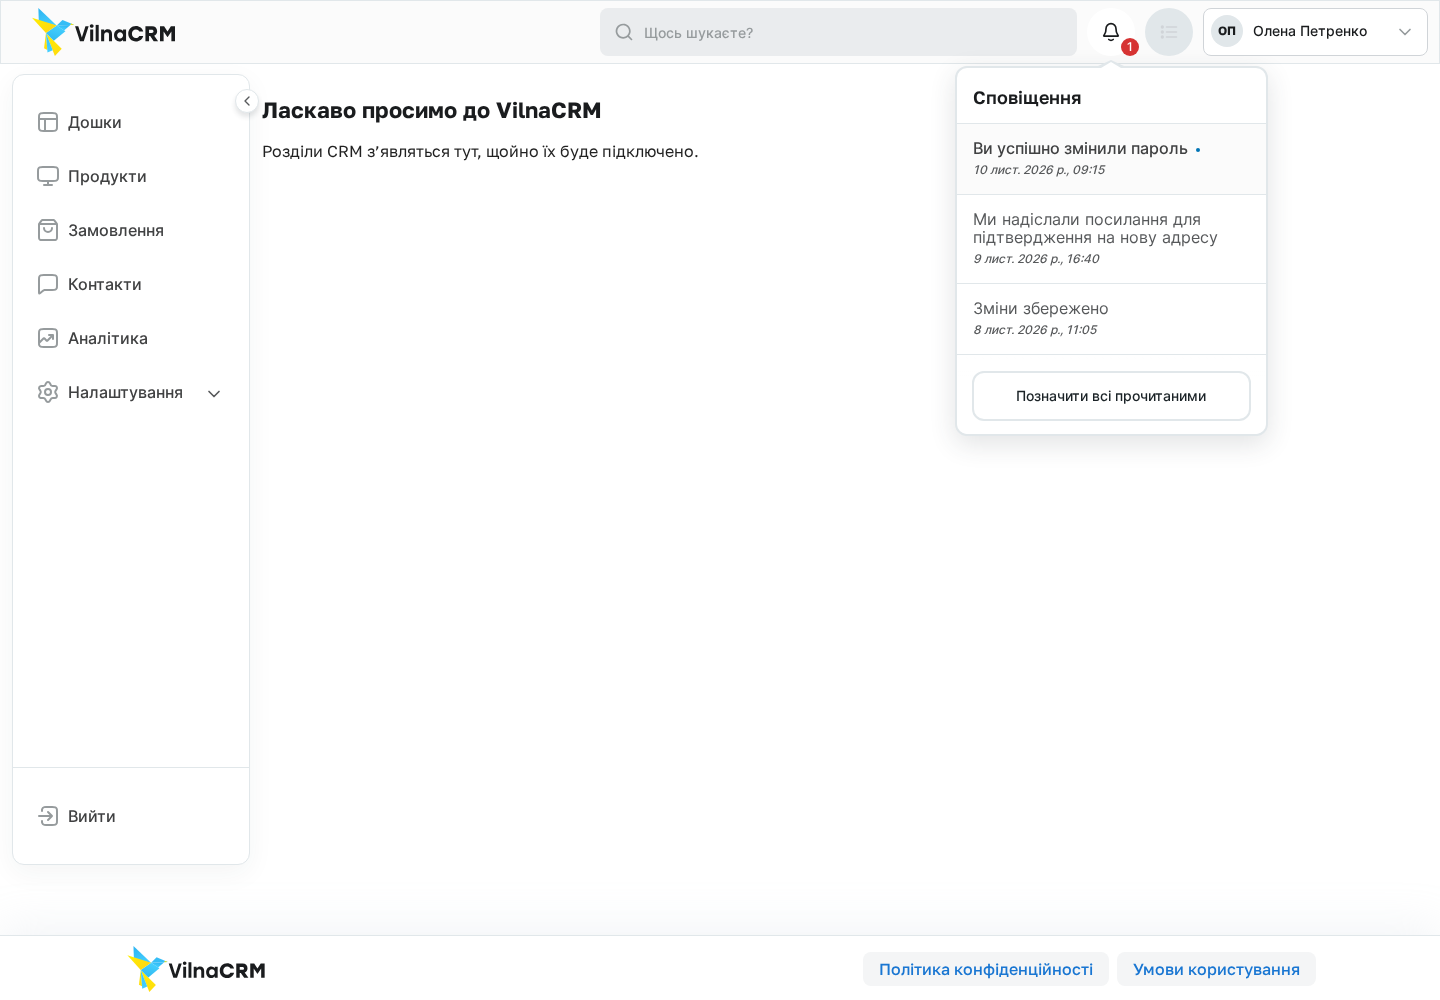 VilnaCRM
Щось шукаєте?
1
ОП
Олена Петренко
Дошки
Продукти
Замовлення
Контакти
Аналітика
Налаштування
Вийти
Ласкаво просимо до VilnaCRM
Розділи CRM з’являться тут, щойно їх буде підключено.
Сповіщення
Ви успішно змінили пароль
10 лист. 2026 р., 09:15
Ми надіслали посилання для
підтвердження на нову адресу
9 лист. 2026 р., 16:40
Зміни збережено
8 лист. 2026 р., 11:05
Позначити всі прочитаними
VilnaCRM
Політика конфіденційності
Умови користування